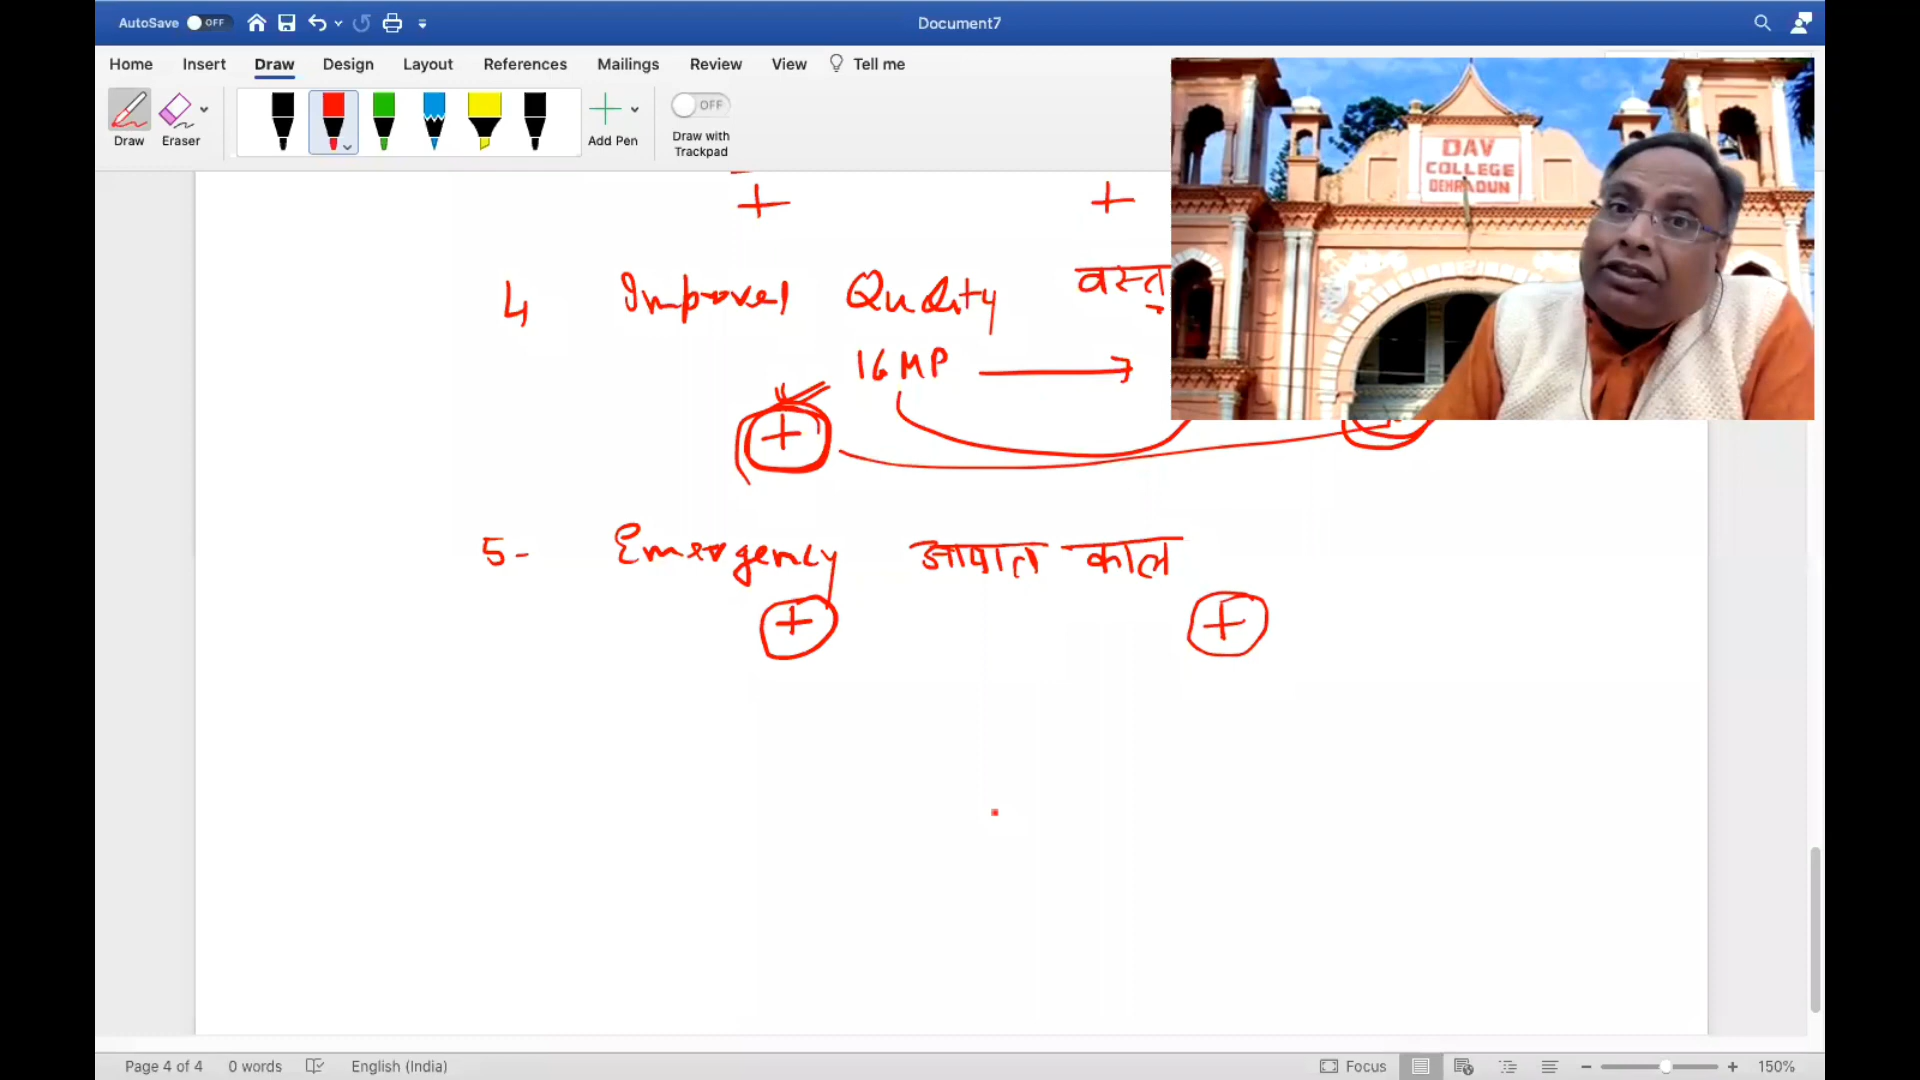 AutoSave OFF Document7
Home Insert Draw Design Layout References Mailings Review View Tell me
OFF
Draw Eraser Add Pen Draw with Trackpad
DAV
COLLEGE
DEHRADUN
+ +
4 Improved Quality वस्तु
16 MP
+
5- Emergency आपात काल
+ +
Page 4 of 4 0 words English (India) Focus 150%